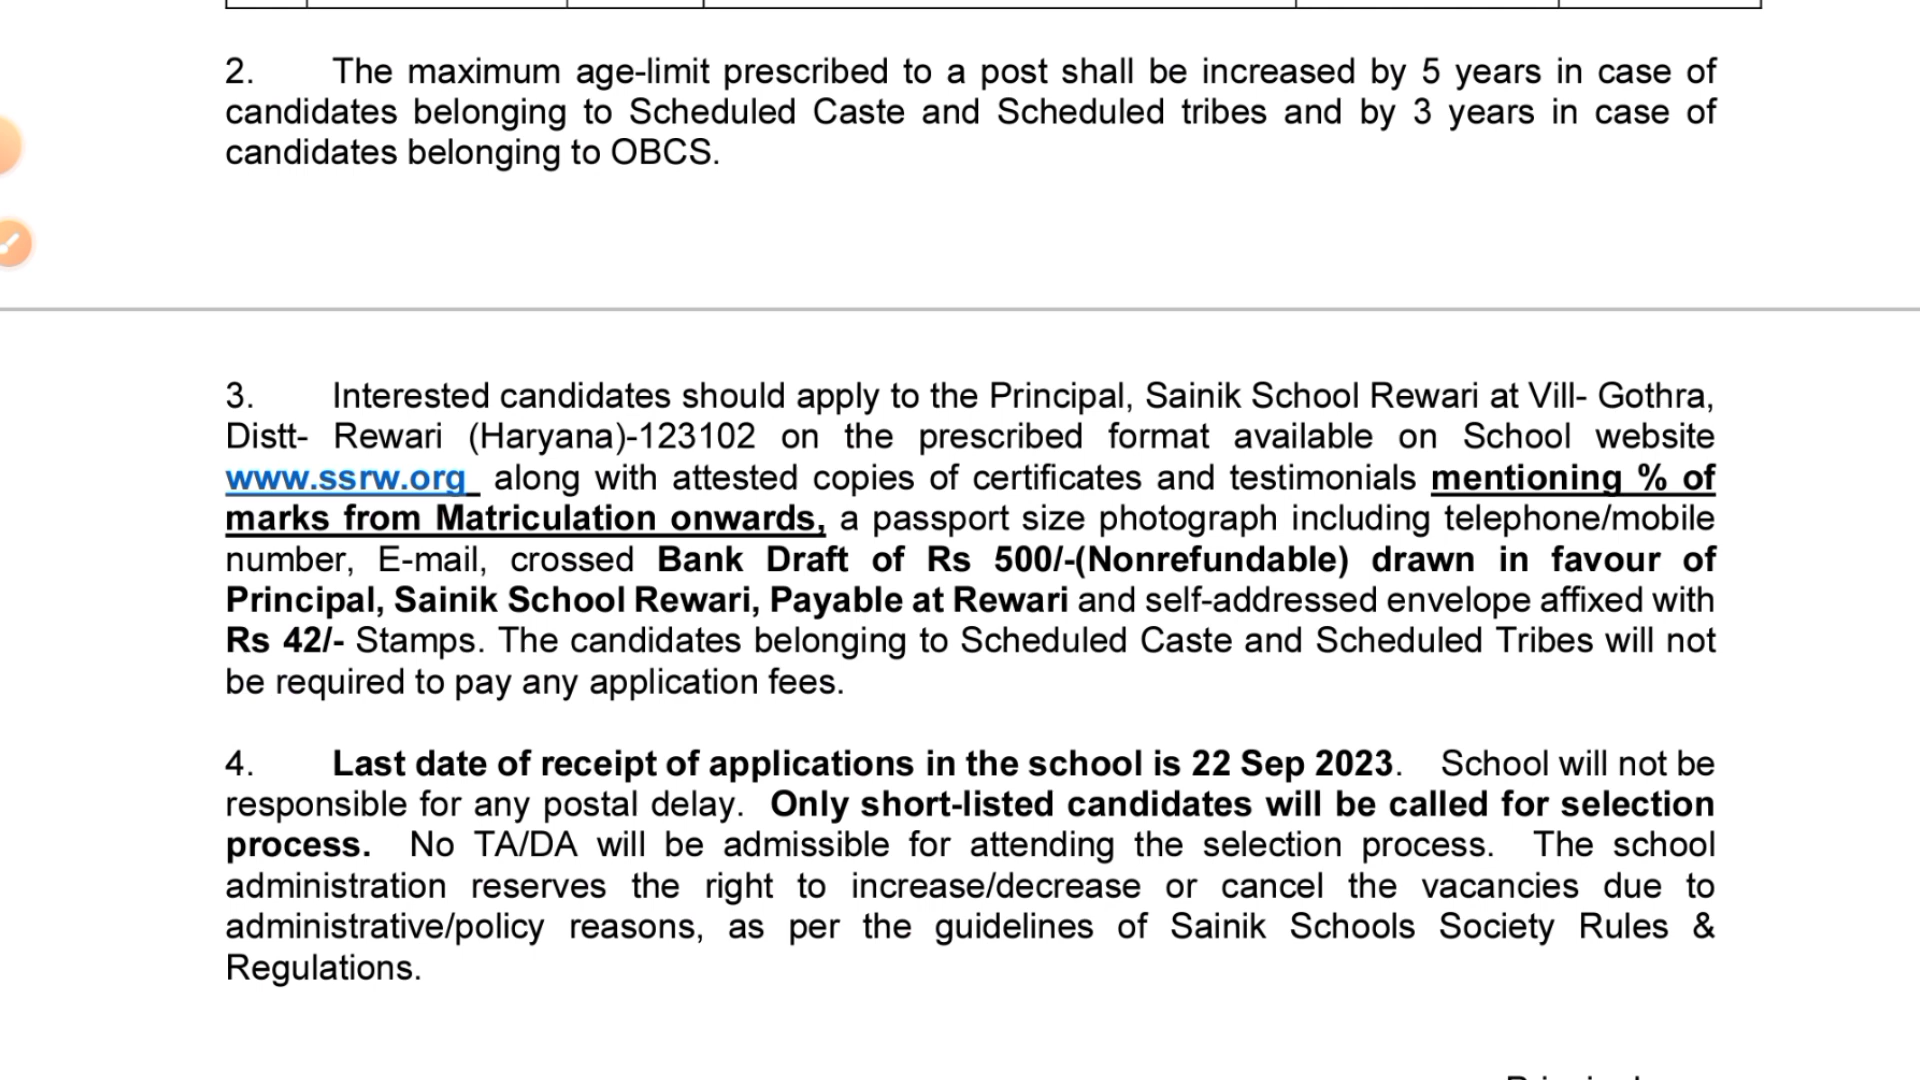 2. The maximum age-limit prescribed to a post shall be increased by 5 years in case of
candidates belonging to Scheduled Caste and Scheduled tribes and by 3 years in case of
candidates belonging to OBCS.
3. Interested candidates should apply to the Principal, Sainik School Rewari at Vill- Gothra,
Distt- Rewari (Haryana)-123102 on the prescribed format available on School website
www.ssrw.org along with attested copies of certificates and testimonials mentioning % of
marks from Matriculation onwards, a passport size photograph including telephone/mobile
number, E-mail, crossed Bank Draft of Rs 500/-(Nonrefundable) drawn in favour of
Principal, Sainik School Rewari, Payable at Rewari and self-addressed envelope affixed with
Rs 42/- Stamps. The candidates belonging to Scheduled Caste and Scheduled Tribes will not
be required to pay any application fees.
4. Last date of receipt of applications in the school is 22 Sep 2023. School will not be
responsible for any postal delay. Only short-listed candidates will be called for selection
process. No TA/DA will be admissible for attending the selection process. The school
administration reserves the right to increase/decrease or cancel the vacancies due to
administrative/policy reasons, as per the guidelines of Sainik Schools Society Rules &
Regulations.